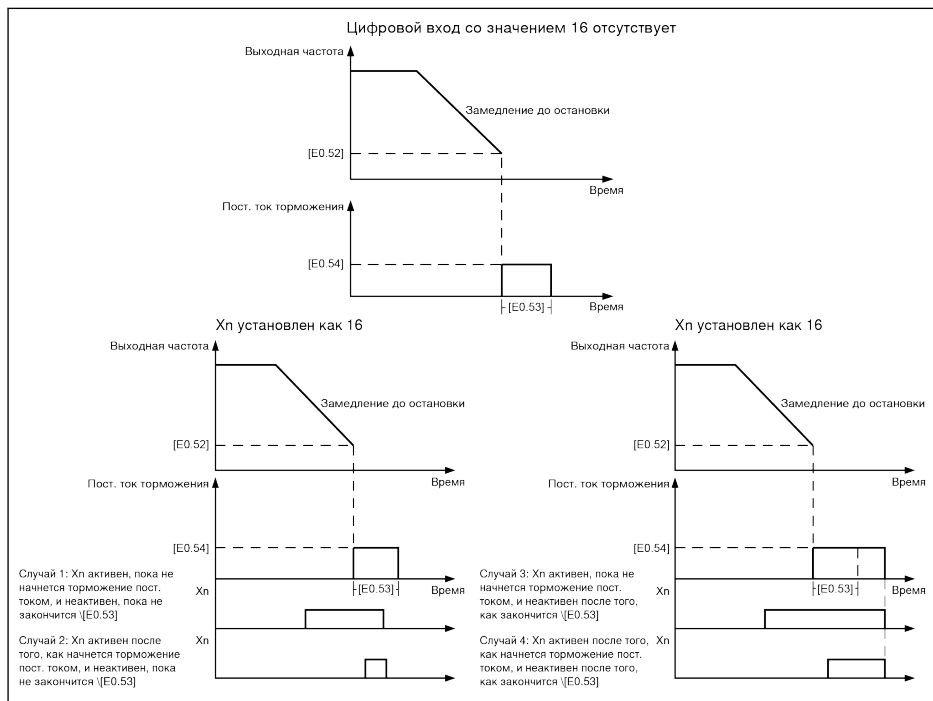 Цифровой вход со значением 16 отсутствует
Выходная частота
Замедление до остановки
[E0.52]
Время
Пост. ток торможения
[E0.54]
[E0.53]
Время
Xn установлен как 16
Выходная частота
Замедление до остановки
[E0.52]
Время
Пост. ток торможения
[E0.54]
[E0.53]
Случай 1: Xn активен, пока не
начнется торможение пост.
током, и неактивен, пока не
закончится \[E0.53]
Xn
Случай 2: Xn активен после
того, как начнется торможение
пост. током, и неактивен, пока
не закончится \[E0.53]
Xn
Xn установлен как 16
Выходная частота
Замедление до остановки
[E0.52]
Время
Пост. ток торможения
[E0.54]
[E0.53]
Случай 3: Xn активен, пока не
начнется торможение пост.
током, и неактивен после того,
как закончится \[E0.53]
Xn
Случай 4: Xn активен после того,
как начнется торможение пост.
током, и неактивен после того,
как закончится \[E0.53]
Xn